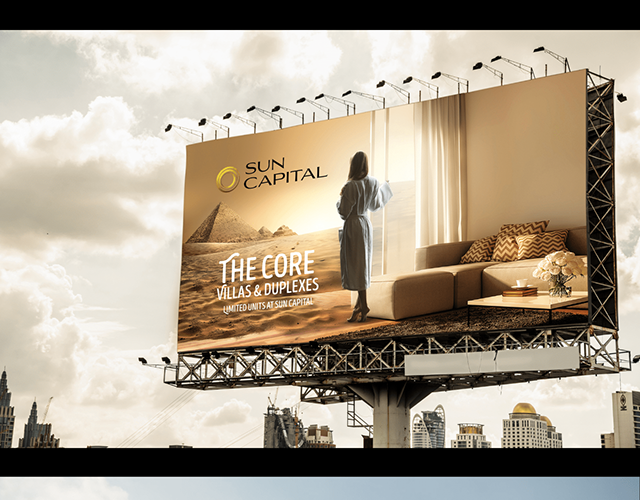 SUN
CAPITAL
THE CORE
VILLAS & DUPLEXES
LIMITED UNITS AT SUN CAPITAL